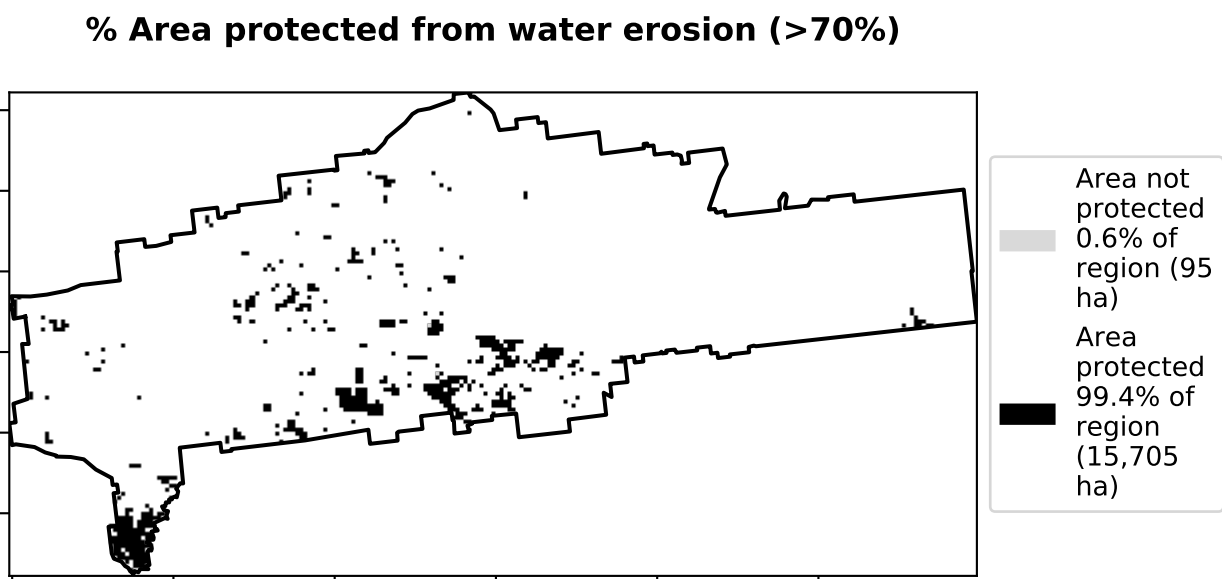 % Area protected from water erosion (>70%)
Area not
protected
0.6% of
region (95
ha)
Area
protected
99.4% of
region
(15,705
ha)